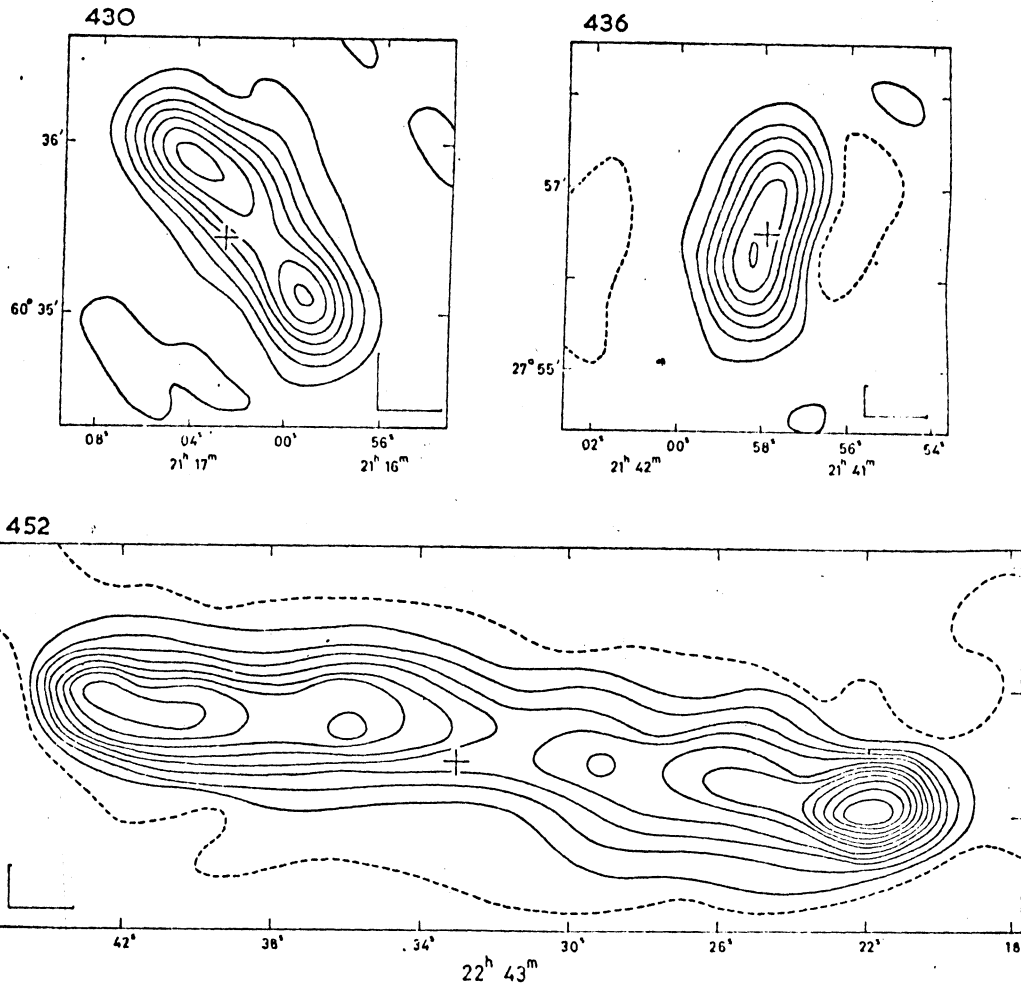 430
36'
60° 35'
08ˢ 04ˢ 00ˢ 56ˢ
21ʰ 17ᵐ 21ʰ 16ᵐ
436
57'
27° 55'
02ˢ 00ˢ 58ˢ 56ˢ 54ˢ
21ʰ 42ᵐ 21ʰ 41ᵐ
452
42ˢ 38ˢ 34ˢ 30ˢ 26ˢ 22ˢ 18
22ʰ 43ᵐ